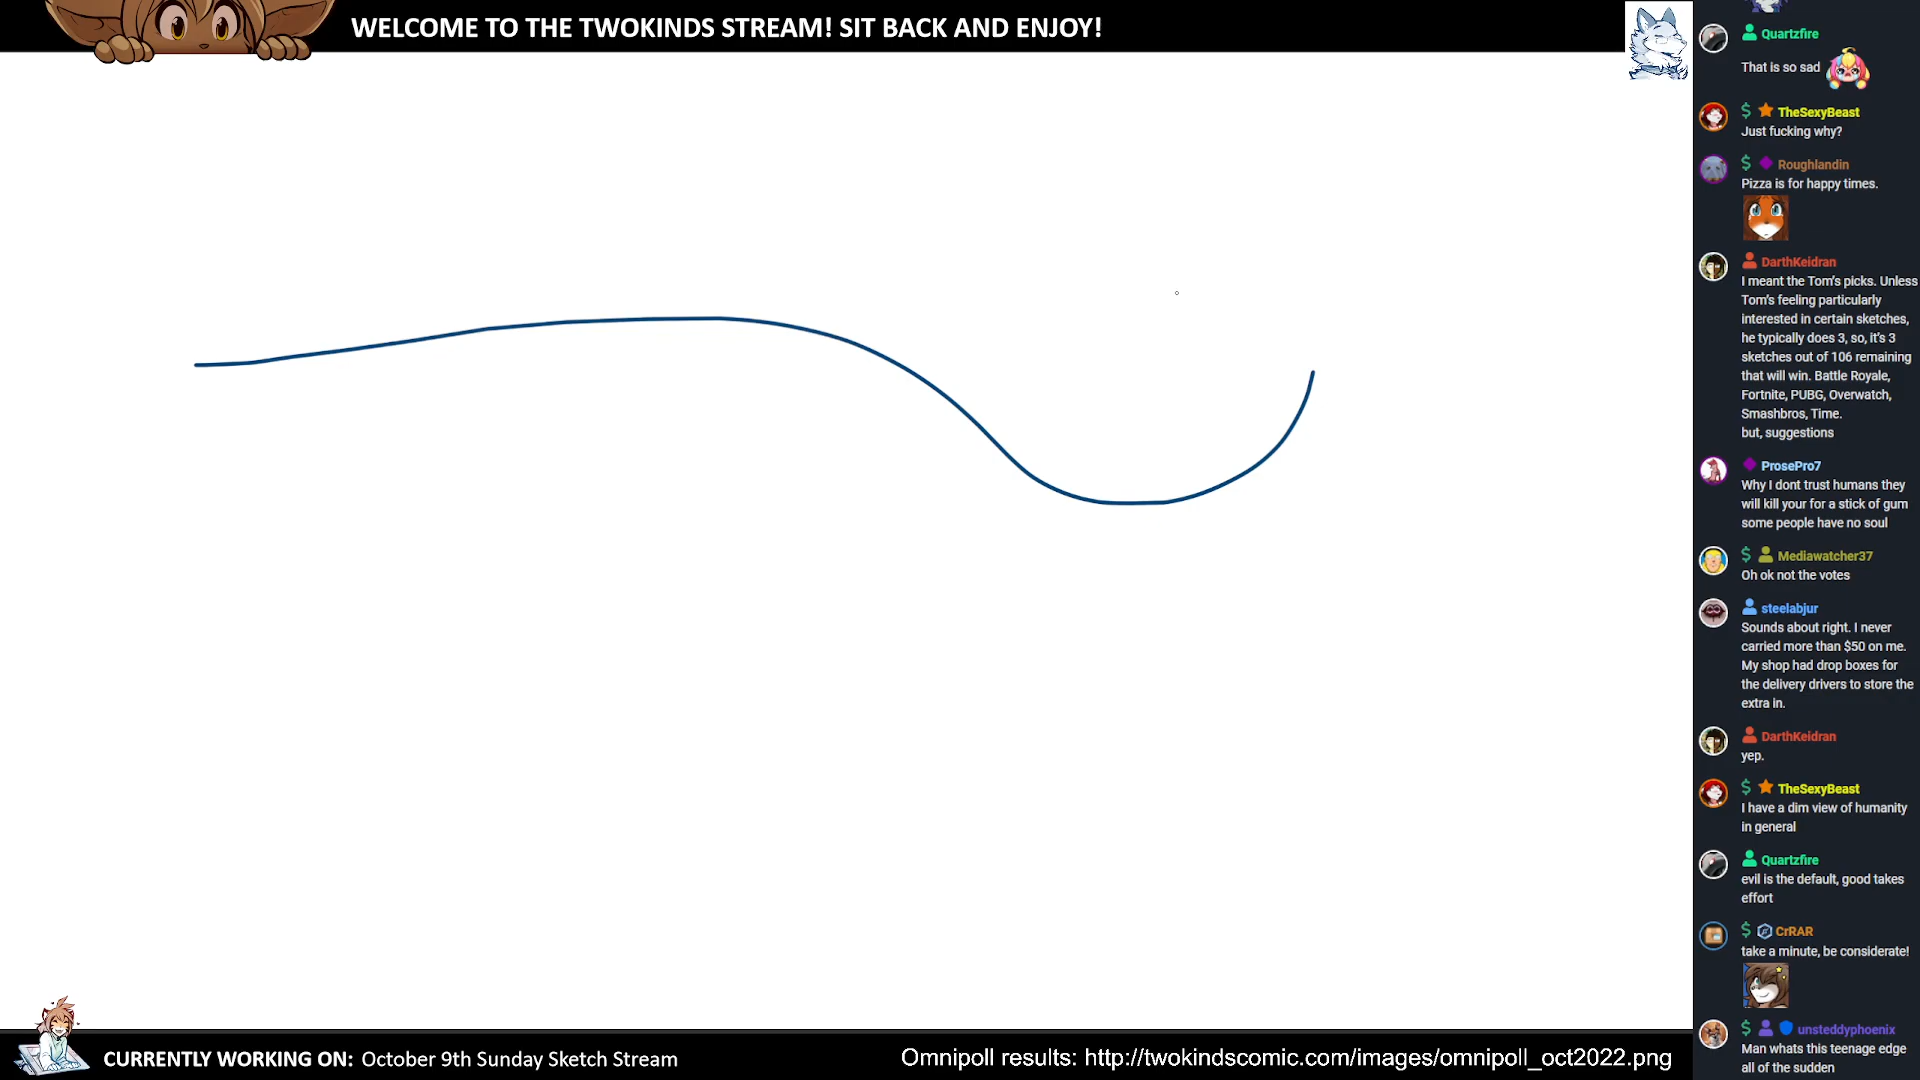 WELCOME TO THE TWOKINDS STREAM! SIT BACK AND ENJOY!
Quartzfire
That is so sad
$ TheSexyBeast
Just fucking why?
$ Roughlandin
Pizza is for happy times.
DarthKeidran
I meant the Tom's picks. Unless
Tom's feeling particularly
interested in certain sketches,
he typically does 3, so, it's 3
sketches out of 106 remaining
that will win. Battle Royale,
Fortnite, PUBG, Overwatch,
Smashbros, Time.
but, suggestions
ProsePro7
Why I dont trust humans they
will kill your for a stick of gum
some people have no soul
$ Mediawatcher37
Oh ok not the votes
steelabjur
Sounds about right. I never
carried more than $50 on me.
My shop had drop boxes for
the delivery drivers to store the
extra in.
DarthKeidran
yep.
$ TheSexyBeast
I have a dim view of humanity
in general
Quartzfire
evil is the default, good takes
effort
$ CrRAR
take a minute, be considerate!
$ unsteddyphoenix
Man whats this teenage edge
all of the sudden
CURRENTLY WORKING ON: October 9th Sunday Sketch Stream
Omnipoll results: http://twokindscomic.com/images/omnipoll_oct2022.png